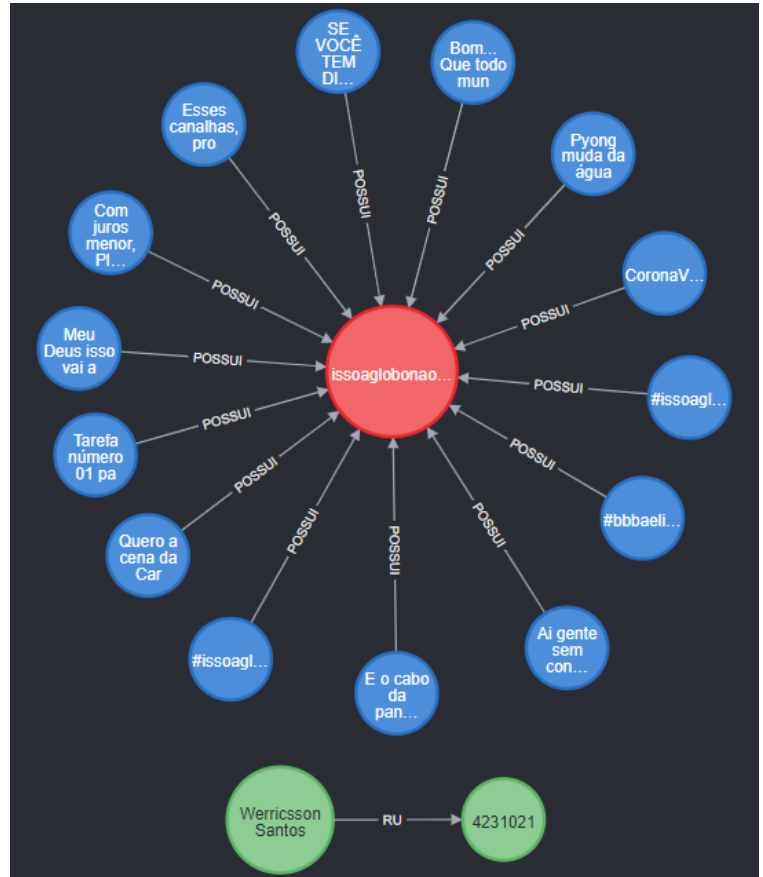 SE
VOCÊ
TEM
DI...
Bom...
Que todo
mun
Esses
canalhas,
pro
Pyong
muda da
água
Com
juros
menor,
Pl...
CoronaV...
Meu
Deus isso
vai a
issoaglobonao...
#issoagl...
Tarefa
número
01 pa
#bbbaeli...
Quero a
cena da
Car
#issoagl...
E o cabo
da
pan...
Ai gente
sem
con...
POSSUI
POSSUI
POSSUI
POSSUI
POSSUI
POSSUI
POSSUI
POSSUI
POSSUI
POSSUI
POSSUI
POSSUI
POSSUI
POSSUI
Werricsson
Santos
RU
4231021